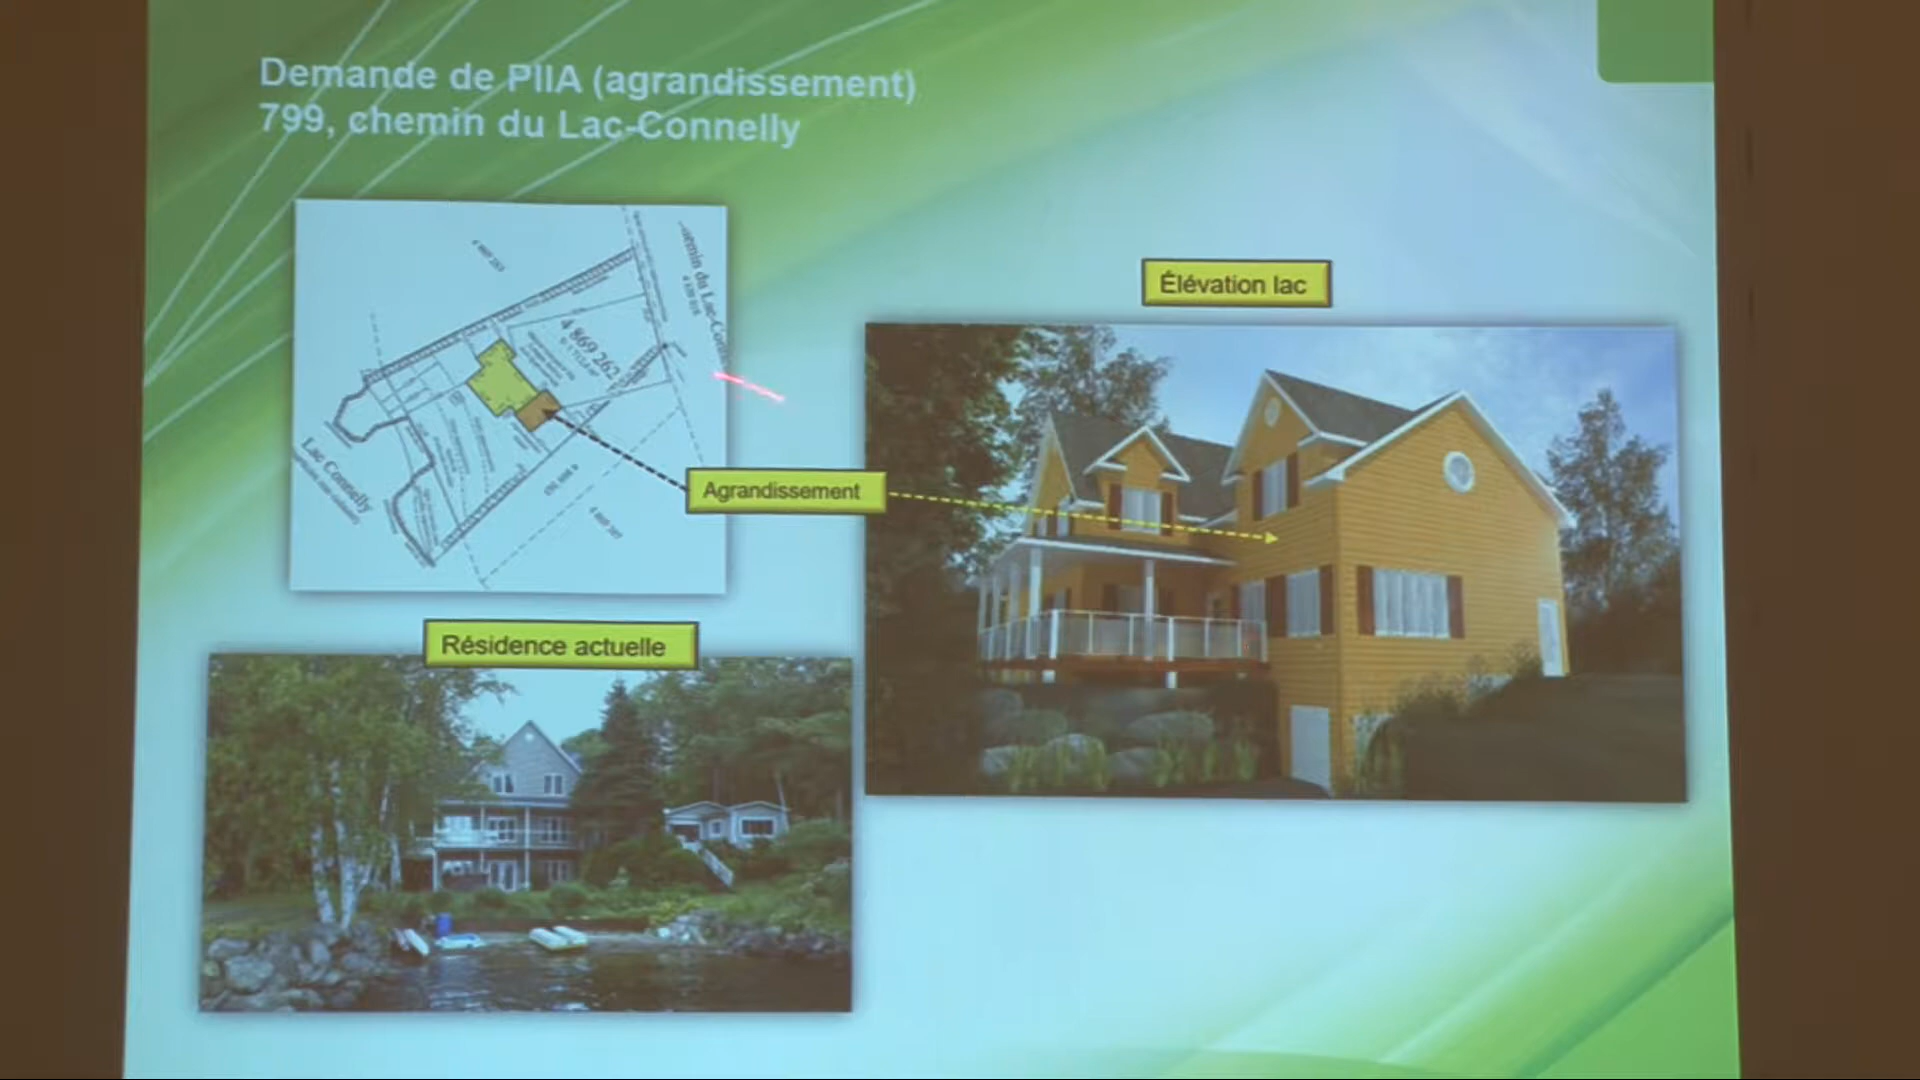 Demande de PIIA (agrandissement)
799, chemin du Lac-Connelly
4 869 262
Lac Connelly
Élévation lac
Agrandissement
Résidence actuelle